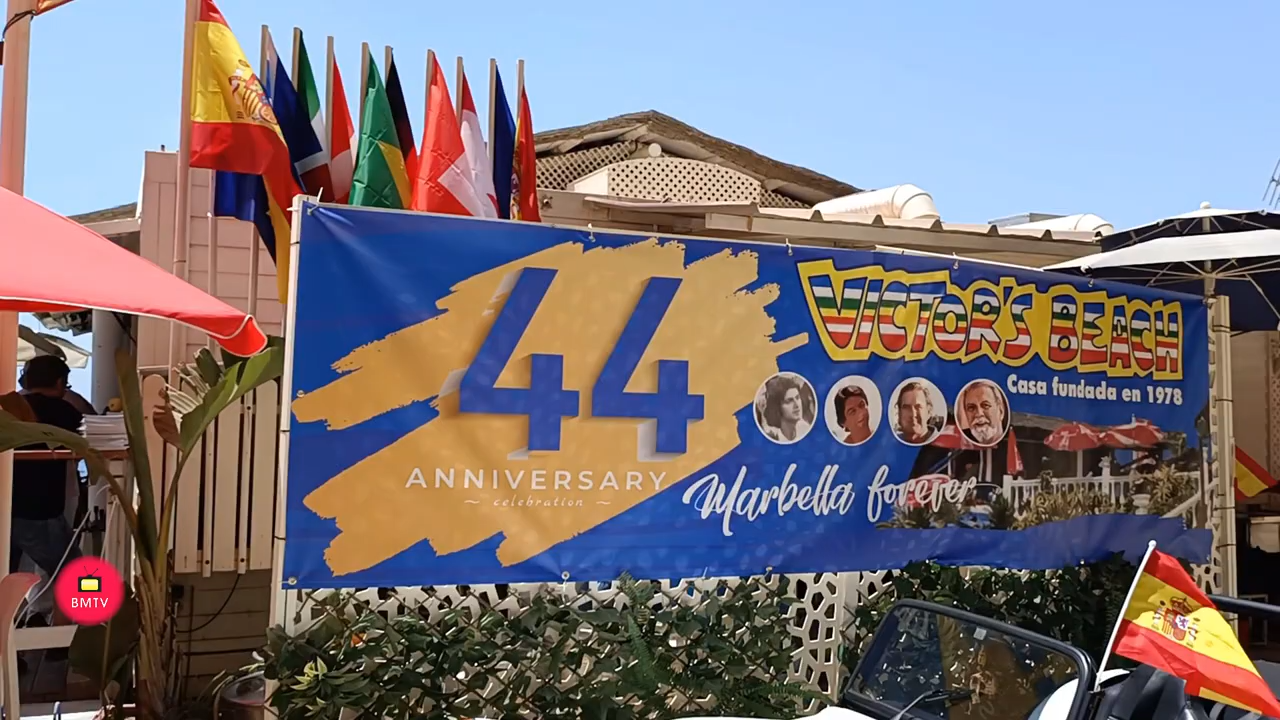 44
ANNIVERSARY
~ celebration ~
VICTOR'S BEACH
Casa fundada en 1978
Marbella forever
BMTV